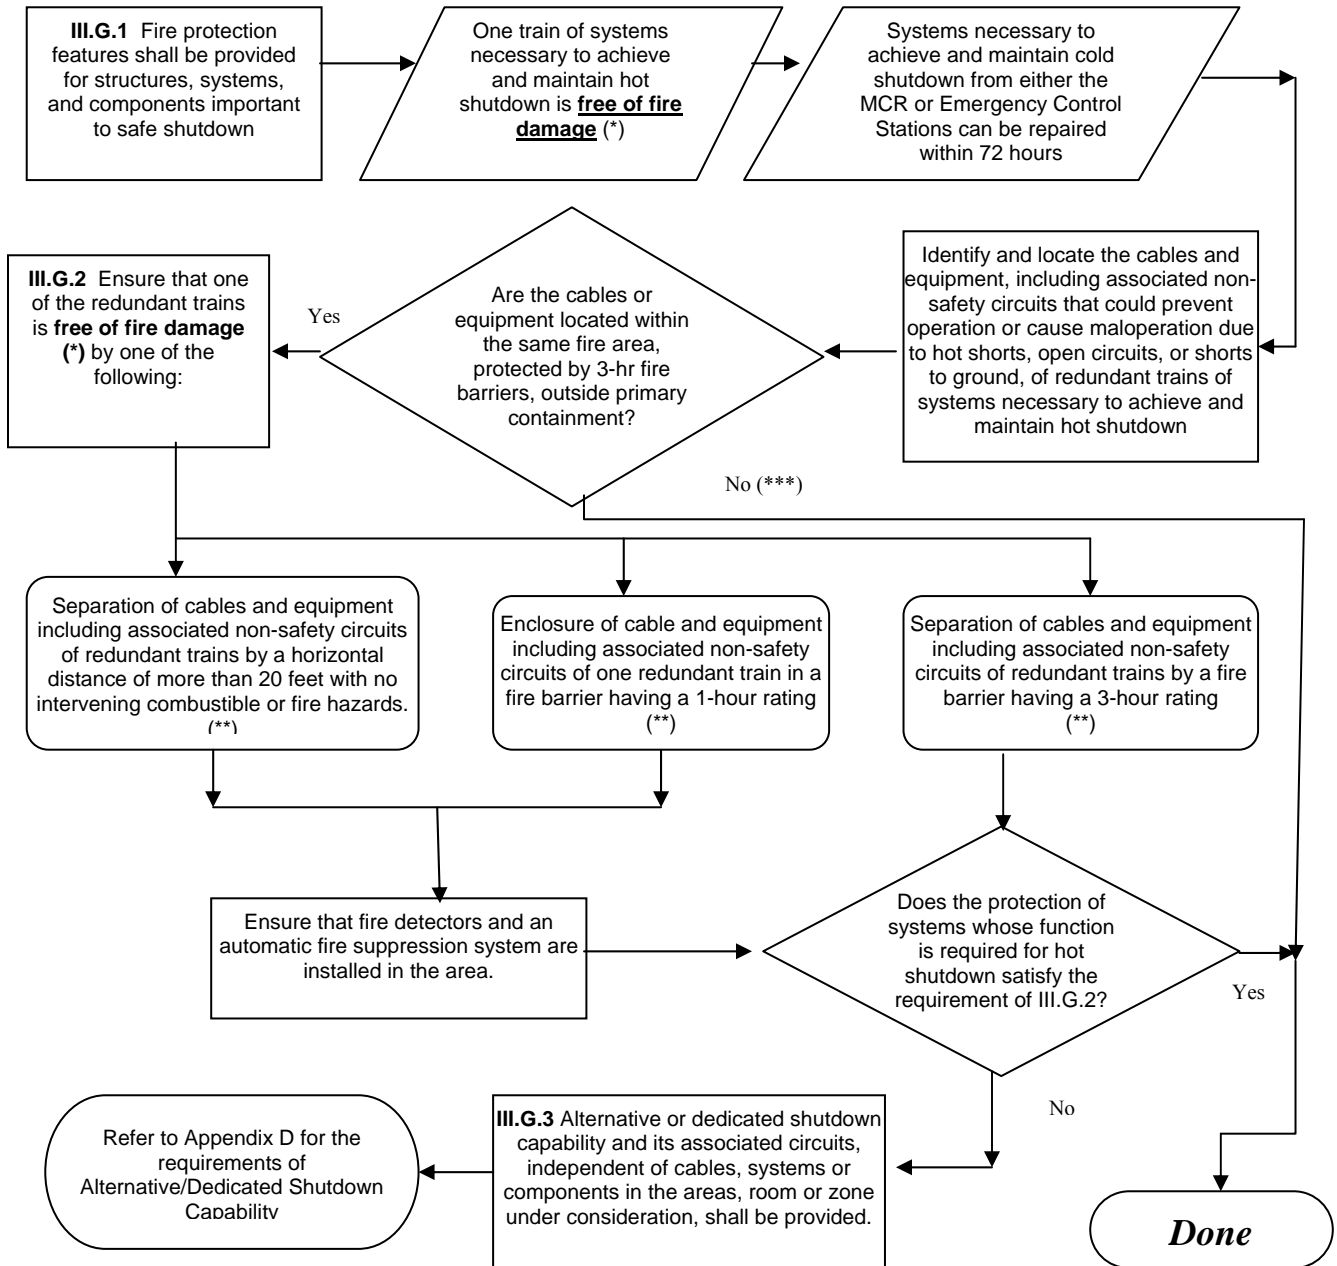 III.G.1 Fire protection
features shall be provided
for structures, systems,
and components important
to safe shutdown
One train of systems
necessary to achieve
and maintain hot
shutdown is free of fire
damage (*)
Systems necessary to
achieve and maintain cold
shutdown from either the
MCR or Emergency Control
Stations can be repaired
within 72 hours
Identify and locate the cables and
equipment, including associated non-
safety circuits that could prevent
operation or cause maloperation due
to hot shorts, open circuits, or shorts
to ground, of redundant trains of
systems necessary to achieve and
maintain hot shutdown
Are the cables or
equipment located within
the same fire area,
protected by 3-hr fire
barriers, outside primary
containment?
Yes
No (***)
III.G.2 Ensure that one
of the redundant trains
is free of fire damage
(*) by one of the
following:
Separation of cables and equipment
including associated non-safety circuits
of redundant trains by a horizontal
distance of more than 20 feet with no
intervening combustible or fire hazards.
(**)
Enclosure of cable and equipment
including associated non-safety
circuits of one redundant train in a
fire barrier having a 1-hour rating
(**)
Separation of cables and equipment
including associated non-safety
circuits of redundant trains by a fire
barrier having a 3-hour rating
(**)
Ensure that fire detectors and an
automatic fire suppression system are
installed in the area.
Does the protection of
systems whose function
is required for hot
shutdown satisfy the
requirement of III.G.2?
Yes
No
III.G.3 Alternative or dedicated shutdown
capability and its associated circuits,
independent of cables, systems or
components in the areas, room or zone
under consideration, shall be provided.
Refer to Appendix D for the
requirements of
Alternative/Dedicated Shutdown
Capability
Done